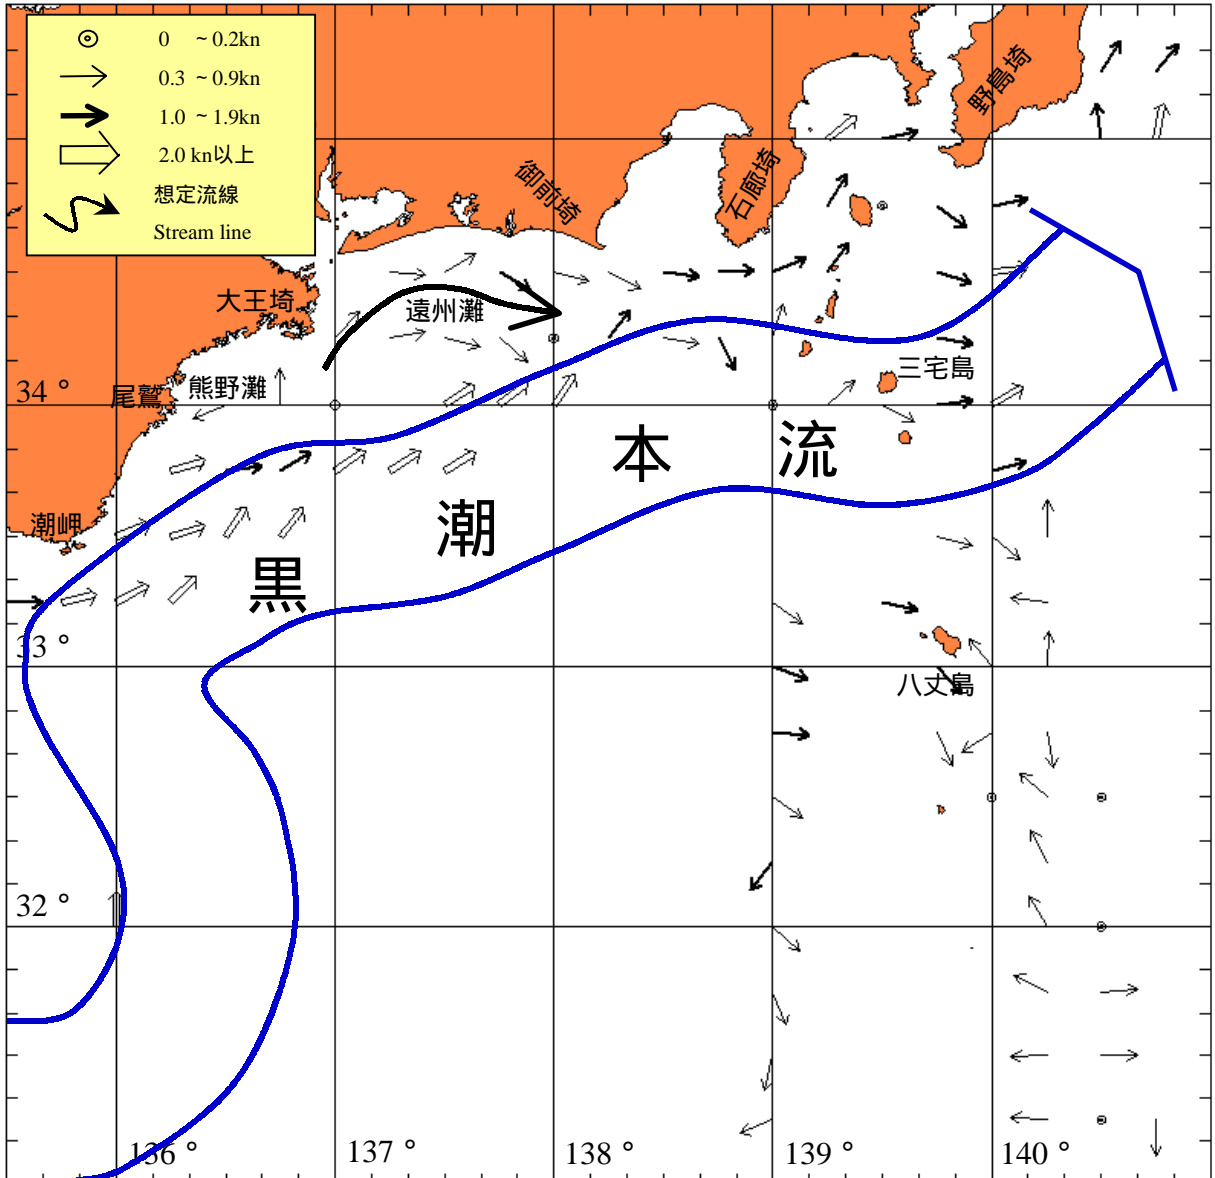 0 ~0.2kn
0.3 ~0.9kn
1.0 ~1.9kn
2.0 kn以上
想定流線
Stream line
野島埼
石廊埼
御前埼
大王埼
遠州灘
熊野灘
尾鷲
34 °
三宅島
本流
潮
潮岬
黒
33 °
八丈島
32 °
136 °
137 °
138 °
139 °
140 °